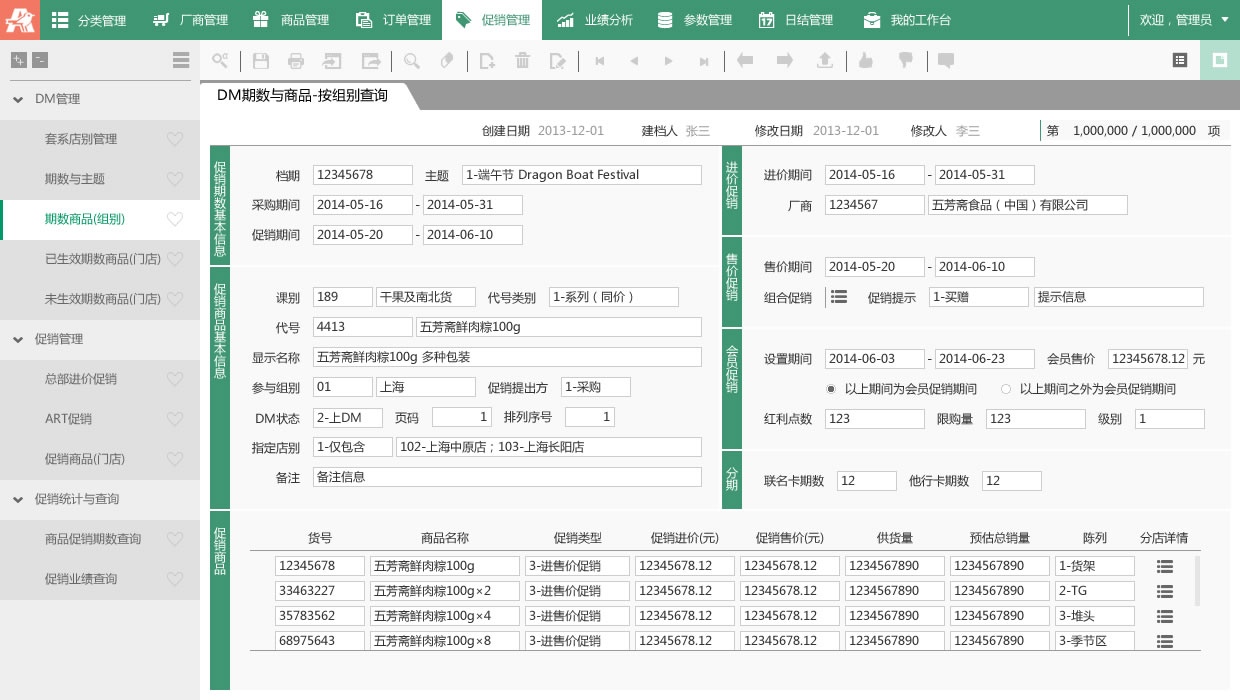 分类管理 厂商管理 商品管理 订单管理 促销管理 业绩分析 参数管理 日结管理 我的工作台 欢迎，管理员
DM管理
套系店别管理
期数与主题
期数商品(组别)
已生效期数商品(门店)
未生效期数商品(门店)
促销管理
总部进价促销
ART促销
促销商品(门店)
促销统计与查询
商品促销期数查询
促销业绩查询
DM期数与商品-按组别查询
创建日期 2013-12-01 建档人 张三 修改日期 2013-12-01 修改人 李三 第 1,000,000 / 1,000,000 项
促销期数基本信息
档期 12345678 主题 1-端午节 Dragon Boat Festival
采购期间 2014-05-16 - 2014-05-31
促销期间 2014-05-20 - 2014-06-10
促销商品基本信息
课别 189 干果及南北货 代号类别 1-系列（同价）
代号 4413 五芳斋鲜肉粽100g
显示名称 五芳斋鲜肉粽100g 多种包装
参与组别 01 上海 促销提出方 1-采购
DM状态 2-上DM 页码 1 排列序号 1
指定店别 1-仅包含 102-上海中原店；103-上海长阳店
备注 备注信息
进价促销
进价期间 2014-05-16 - 2014-05-31
厂商 1234567 五芳斋食品（中国）有限公司
售价促销
售价期间 2014-05-20 - 2014-06-10
组合促销 促销提示 1-买赠 提示信息
会员促销
设置期间 2014-06-03 - 2014-06-23 会员售价 12345678.12 元
以上期间为会员促销期间 以上期间之外为会员促销期间
红利点数 123 限购量 123 级别 1
分期
联名卡期数 12 他行卡期数 12
促销商品
货号 商品名称 促销类型 促销进价(元) 促销售价(元) 供货量 预估总销量 陈列 分店详情
12345678 五芳斋鲜肉粽100g 3-进售价促销 12345678.12 12345678.12 1234567890 1234567890 1-货架
33463227 五芳斋鲜肉粽100g×2 3-进售价促销 12345678.12 12345678.12 1234567890 1234567890 2-TG
35783562 五芳斋鲜肉粽100g×4 3-进售价促销 12345678.12 12345678.12 1234567890 1234567890 3-堆头
68975643 五芳斋鲜肉粽100g×8 3-进售价促销 12345678.12 12345678.12 1234567890 1234567890 3-季节区